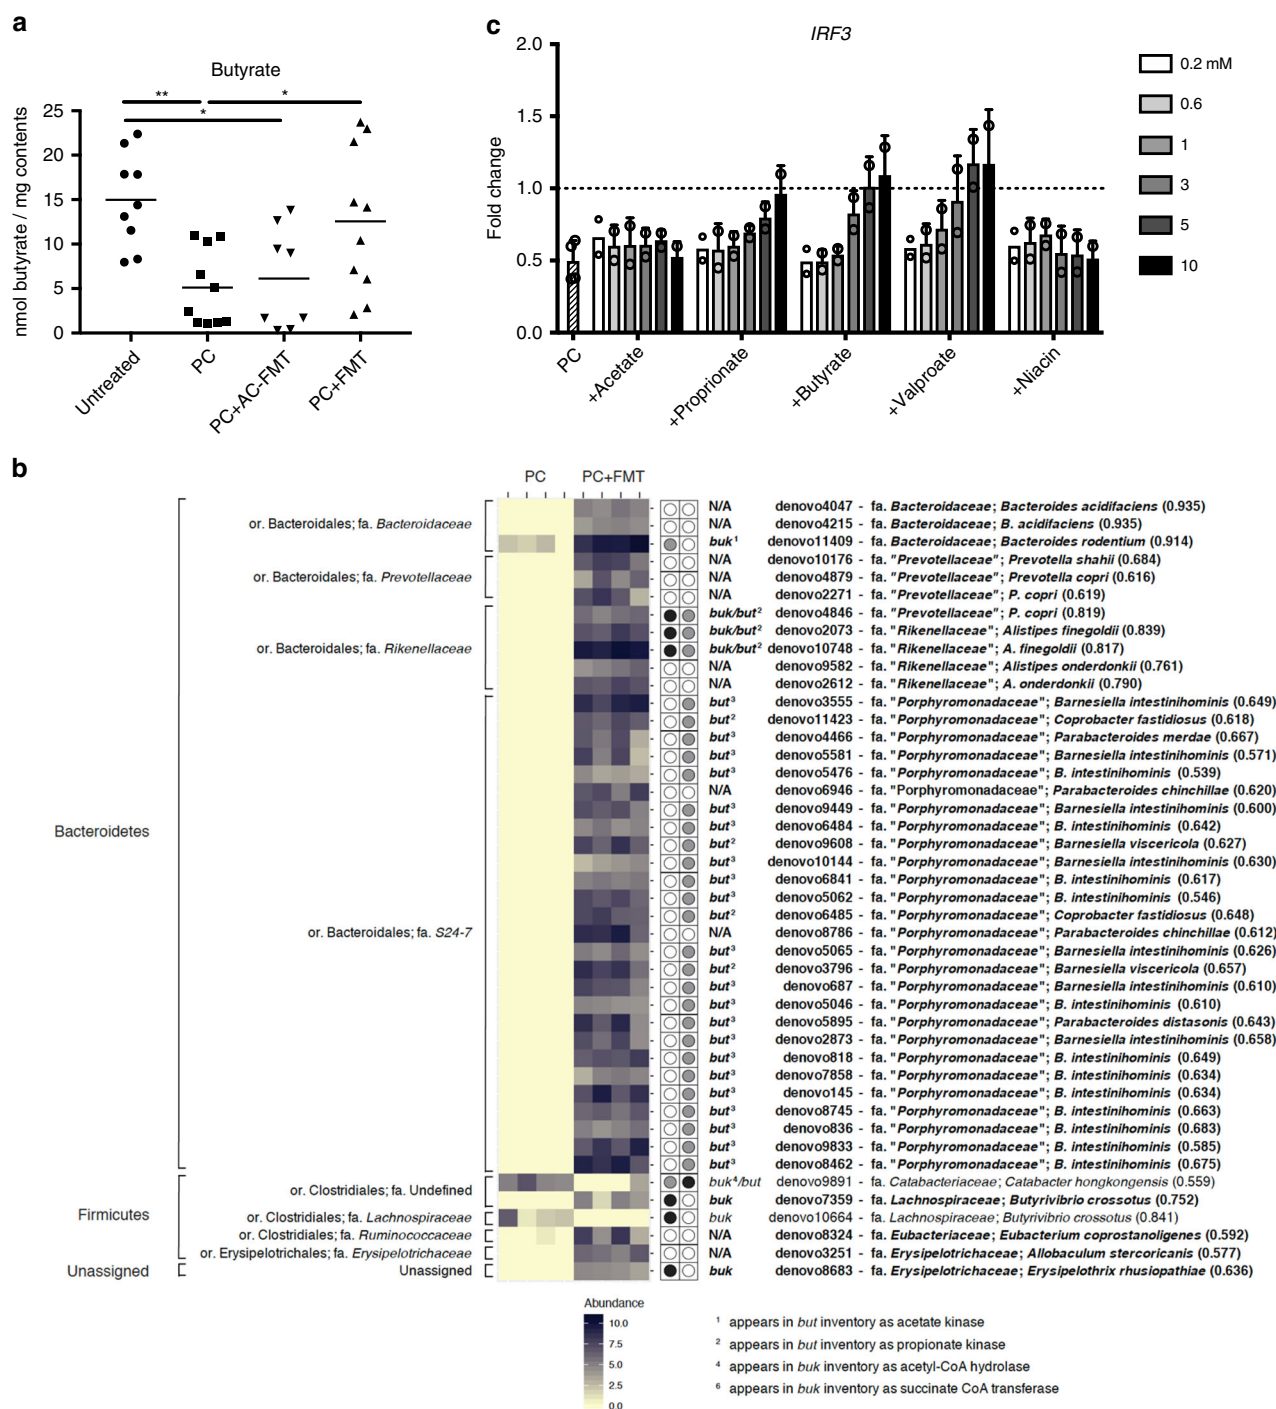 a
Butyrate
**
*
*
nmol butyrate / mg contents
25
20
15
10
5
0
Untreated
PC
PC+AC-FMT
PC+FMT
c
IRF3
Fold change
2.0
1.5
1.0
0.5
0.0
PC
+Acetate
+Proprionate
+Butyrate
+Valproate
+Niacin
0.2 mM
0.6
1
3
5
10
b
PC PC+FMT
Bacteroidetes
Firmicutes
Unassigned
or. Bacteroidales; fa. Bacteroidaceae
or. Bacteroidales; fa. Prevotellaceae
or. Bacteroidales; fa. Rikenellaceae
or. Bacteroidales; fa. S24-7
or. Clostridiales; fa. Undefined
or. Clostridiales; fa. Lachnospiraceae
or. Clostridiales; fa. Ruminococcaceae
or. Erysipelotrichales; fa. Erysipelotrichaceae
Unassigned
N/A denovo4047 - fa. Bacteroidaceae; Bacteroides acidifaciens (0.935)
N/A denovo4215 - fa. Bacteroidaceae; B. acidifaciens (0.935)
buk¹ denovo11409 - fa. Bacteroidaceae; Bacteroides rodentium (0.914)
N/A denovo10176 - fa. "Prevotellaceae"; Prevotella shahii (0.684)
N/A denovo4879 - fa. "Prevotellaceae"; Prevotella copri (0.616)
N/A denovo2271 - fa. "Prevotellaceae"; P. copri (0.619)
buk/but² denovo4846 - fa. "Prevotellaceae"; P. copri (0.819)
buk/but² denovo2073 - fa. "Rikenellaceae"; Alistipes finegoldii (0.839)
buk/but² denovo10748 - fa. "Rikenellaceae"; A. finegoldii (0.817)
N/A denovo9582 - fa. "Rikenellaceae"; Alistipes onderdonkii (0.761)
N/A denovo2612 - fa. "Rikenellaceae"; A. onderdonkii (0.790)
but³ denovo3555 - fa. "Porphyromonadaceae"; Barnesiella intestinihominis (0.649)
but² denovo11423 - fa. "Porphyromonadaceae"; Coprobacter fastidiosus (0.618)
but³ denovo4466 - fa. "Porphyromonadaceae"; Parabacteroides merdae (0.667)
but³ denovo5581 - fa. "Porphyromonadaceae"; Barnesiella intestinihominis (0.571)
but³ denovo5476 - fa. "Porphyromonadaceae"; B. intestinihominis (0.539)
N/A denovo6946 - fa. "Porphyromonadaceae"; Parabacteroides chinchillae (0.620)
but³ denovo9449 - fa. "Porphyromonadaceae"; Barnesiella intestinihominis (0.600)
but³ denovo6484 - fa. "Porphyromonadaceae"; B. intestinihominis (0.642)
but² denovo9608 - fa. "Porphyromonadaceae"; Barnesiella viscericola (0.627)
but³ denovo10144 - fa. "Porphyromonadaceae"; Barnesiella intestinihominis (0.630)
but³ denovo6841 - fa. "Porphyromonadaceae"; B. intestinihominis (0.617)
but³ denovo5062 - fa. "Porphyromonadaceae"; B. intestinihominis (0.546)
but² denovo6485 - fa. "Porphyromonadaceae"; Coprobacter fastidiosus (0.648)
N/A denovo8786 - fa. "Porphyromonadaceae"; Parabacteroides chinchillae (0.612)
but³ denovo5065 - fa. "Porphyromonadaceae"; Barnesiella intestinihominis (0.626)
but² denovo3796 - fa. "Porphyromonadaceae"; Barnesiella viscericola (0.657)
but³ denovo687 - fa. "Porphyromonadaceae"; Barnesiella intestinihominis (0.610)
but³ denovo5046 - fa. "Porphyromonadaceae"; B. intestinihominis (0.610)
but³ denovo5895 - fa. "Porphyromonadaceae"; Parabacteroides distasonis (0.643)
but³ denovo2873 - fa. "Porphyromonadaceae"; Barnesiella intestinihominis (0.658)
but³ denovo818 - fa. "Porphyromonadaceae"; B. intestinihominis (0.649)
but³ denovo7858 - fa. "Porphyromonadaceae"; B. intestinihominis (0.634)
but³ denovo145 - fa. "Porphyromonadaceae"; B. intestinihominis (0.634)
but³ denovo8745 - fa. "Porphyromonadaceae"; B. intestinihominis (0.663)
but³ denovo836 - fa. "Porphyromonadaceae"; B. intestinihominis (0.683)
but³ denovo9833 - fa. "Porphyromonadaceae"; B. intestinihominis (0.585)
but³ denovo8462 - fa. "Porphyromonadaceae"; B. intestinihominis (0.675)
buk⁴/but denovo9891 - fa. Catabacteriaceae; Catabacter hongkongensis (0.559)
buk denovo7359 - fa. Lachnospiraceae; Butyrivibrio crossotus (0.752)
buk denovo10664 - fa. Lachnospiraceae; Butyrivibrio crossotus (0.841)
N/A denovo8324 - fa. Eubacteriaceae; Eubacterium coprostanoligenes (0.592)
N/A denovo3251 - fa. Erysipelotrichaceae; Allobaculum stercoricanis (0.577)
buk denovo8683 - fa. Erysipelotrichaceae; Erysipelothrix rhusiopathiae (0.636)
Abundance
10.0
7.5
5.0
2.5
0.0
¹ appears in but inventory as acetate kinase
² appears in but inventory as propionate kinase
⁴ appears in buk inventory as acetyl-CoA hydrolase
⁶ appears in buk inventory as succinate CoA transferase